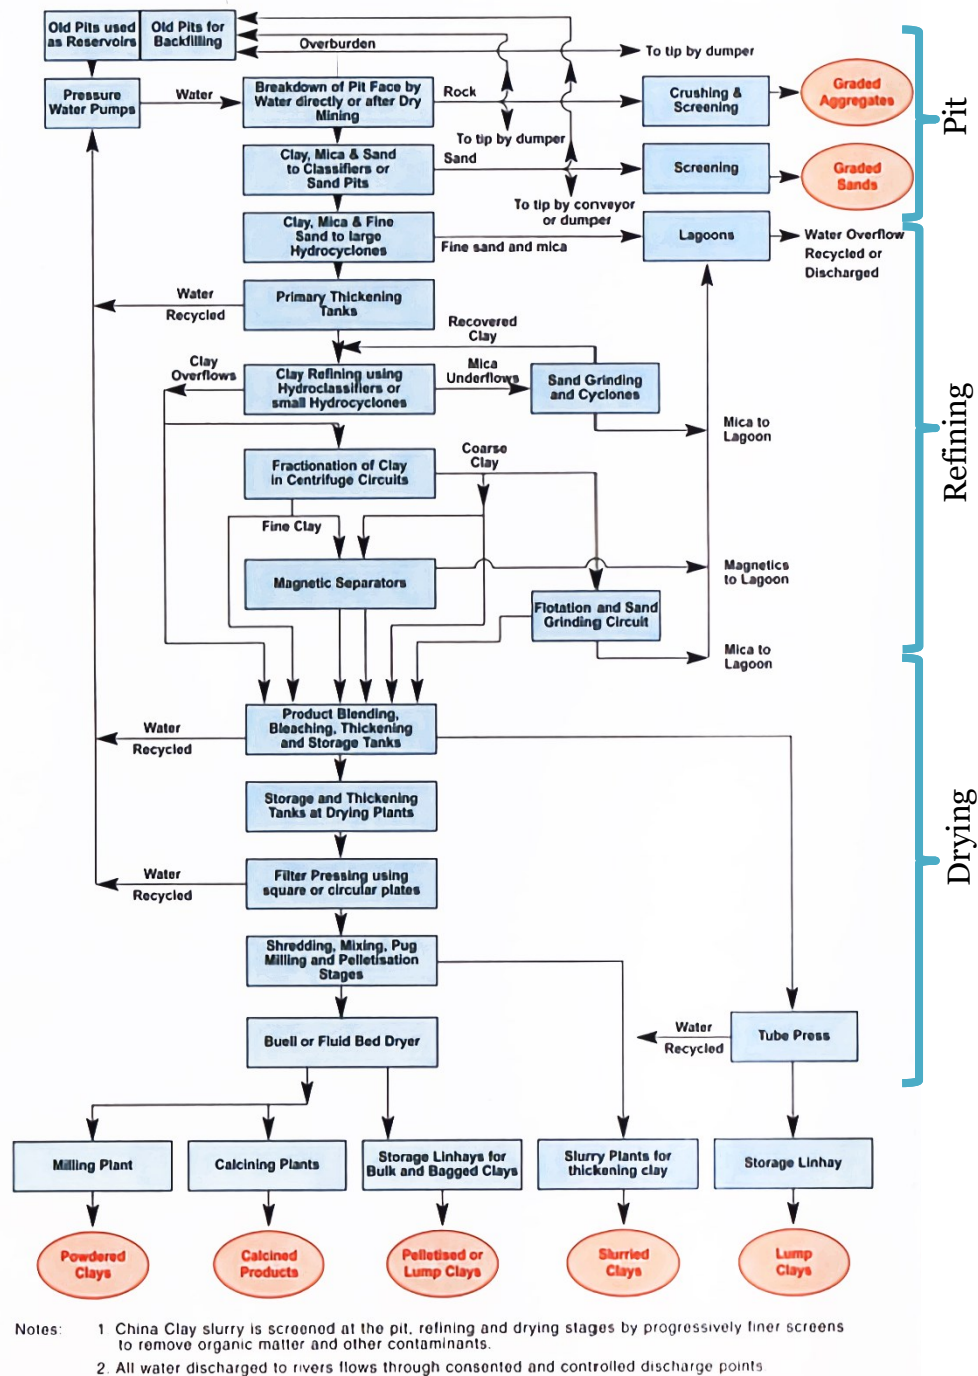 Old Pits used
as Reservoirs
Old Pits for
Backfilling
Overburden
To tip by dumper
Pressure
Water Pumps
Water
Breakdown of Pit Face by
Water directly or after Dry
Mining
Rock
To tip by dumper
Crushing &
Screening
Graded
Aggregates
Pit
Clay, Mica & Sand
to Classifiers or
Sand Pits
Sand
To tip by conveyor
or dumper
Screening
Graded
Sands
Clay, Mica & Fine
Sand to large
Hydrocyclones
Fine sand and mica
Lagoons
Water Overflow
Recycled or
Discharged
Water
Recycled
Primary Thickening
Tanks
Recovered
Clay
Clay
Overflows
Clay Refining using
Hydroclassifiers or
small Hydrocyclones
Mica
Underflows
Sand Grinding
and Cyclones
Mica to
Lagoon
Refining
Fractionation of Clay
in Centrifuge Circuits
Coarse
Clay
Fine Clay
Magnetic Separators
Magnetics
to Lagoon
Flotation and Sand
Grinding Circuit
Mica to
Lagoon
Water
Recycled
Product Blending,
Bleaching, Thickening
and Storage Tanks
Storage and Thickening
Tanks at Drying Plants
Drying
Water
Recycled
Filter Pressing using
square or circular plates
Shredding, Mixing, Pug
Milling and Pelletisation
Stages
Buell or Fluid Bed Dryer
Water
Recycled
Tube Press
Milling Plant
Calcining Plants
Storage Linhays for
Bulk and Bagged Clays
Slurry Plants for
thickening clay
Storage Linhay
Powdered
Clays
Calcined
Products
Pelletised or
Lump Clays
Slurried
Clays
Lump
Clays
Notes: 1 China Clay slurry is screened at the pit, refining and drying stages by progressively finer screens
to remove organic matter and other contaminants.
2. All water discharged to rivers flows through consented and controlled discharge points